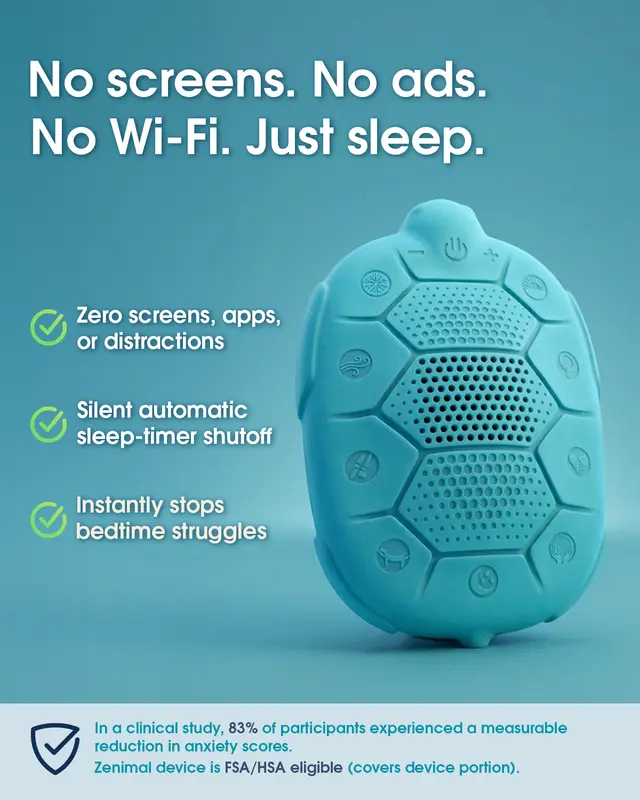 No screens. No ads.
No Wi-Fi. Just sleep.
Zero screens, apps,
or distractions
Silent automatic
sleep-timer shutoff
Instantly stops
bedtime struggles
In a clinical study, 83% of participants experienced a measurable
reduction in anxiety scores.
Zenimal device is FSA/HSA eligible (covers device portion).